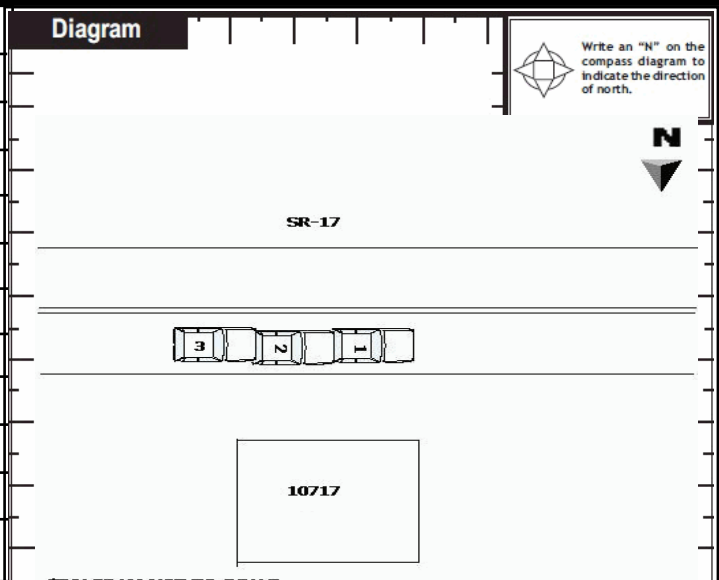 Diagram
Write an "N" on the
compass diagram to
indicate the direction
of north.
N
SR-17
3
2
1
10717